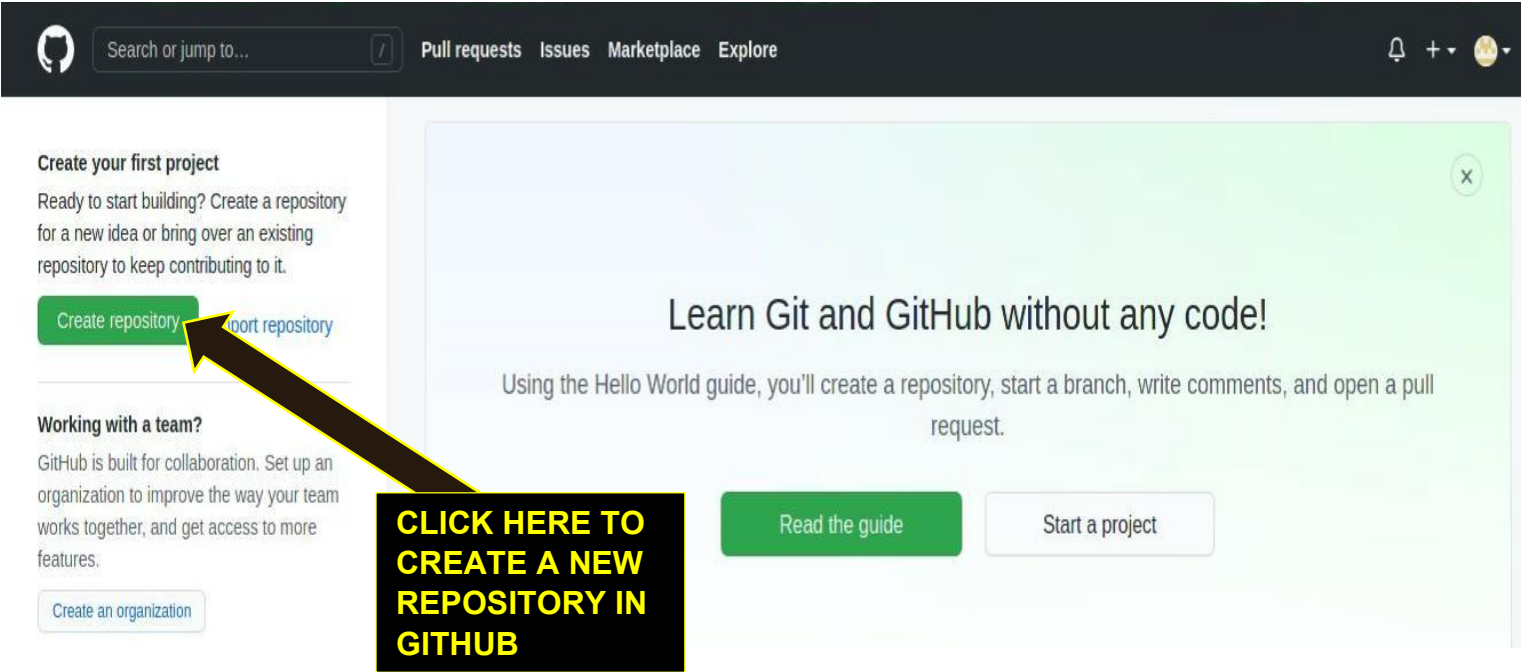 Search or jump to... /
Pull requests Issues Marketplace Explore
Create your first project
Ready to start building? Create a repository
for a new idea or bring over an existing
repository to keep contributing to it.
Create repository
port repository
Working with a team?
GitHub is built for collaboration. Set up an
organization to improve the way your team
works together, and get access to more
features.
Create an organization
Learn Git and GitHub without any code!
Using the Hello World guide, you’ll create a repository, start a branch, write comments, and open a pull
request.
Read the guide
Start a project
CLICK HERE TO
CREATE A NEW
REPOSITORY IN
GITHUB